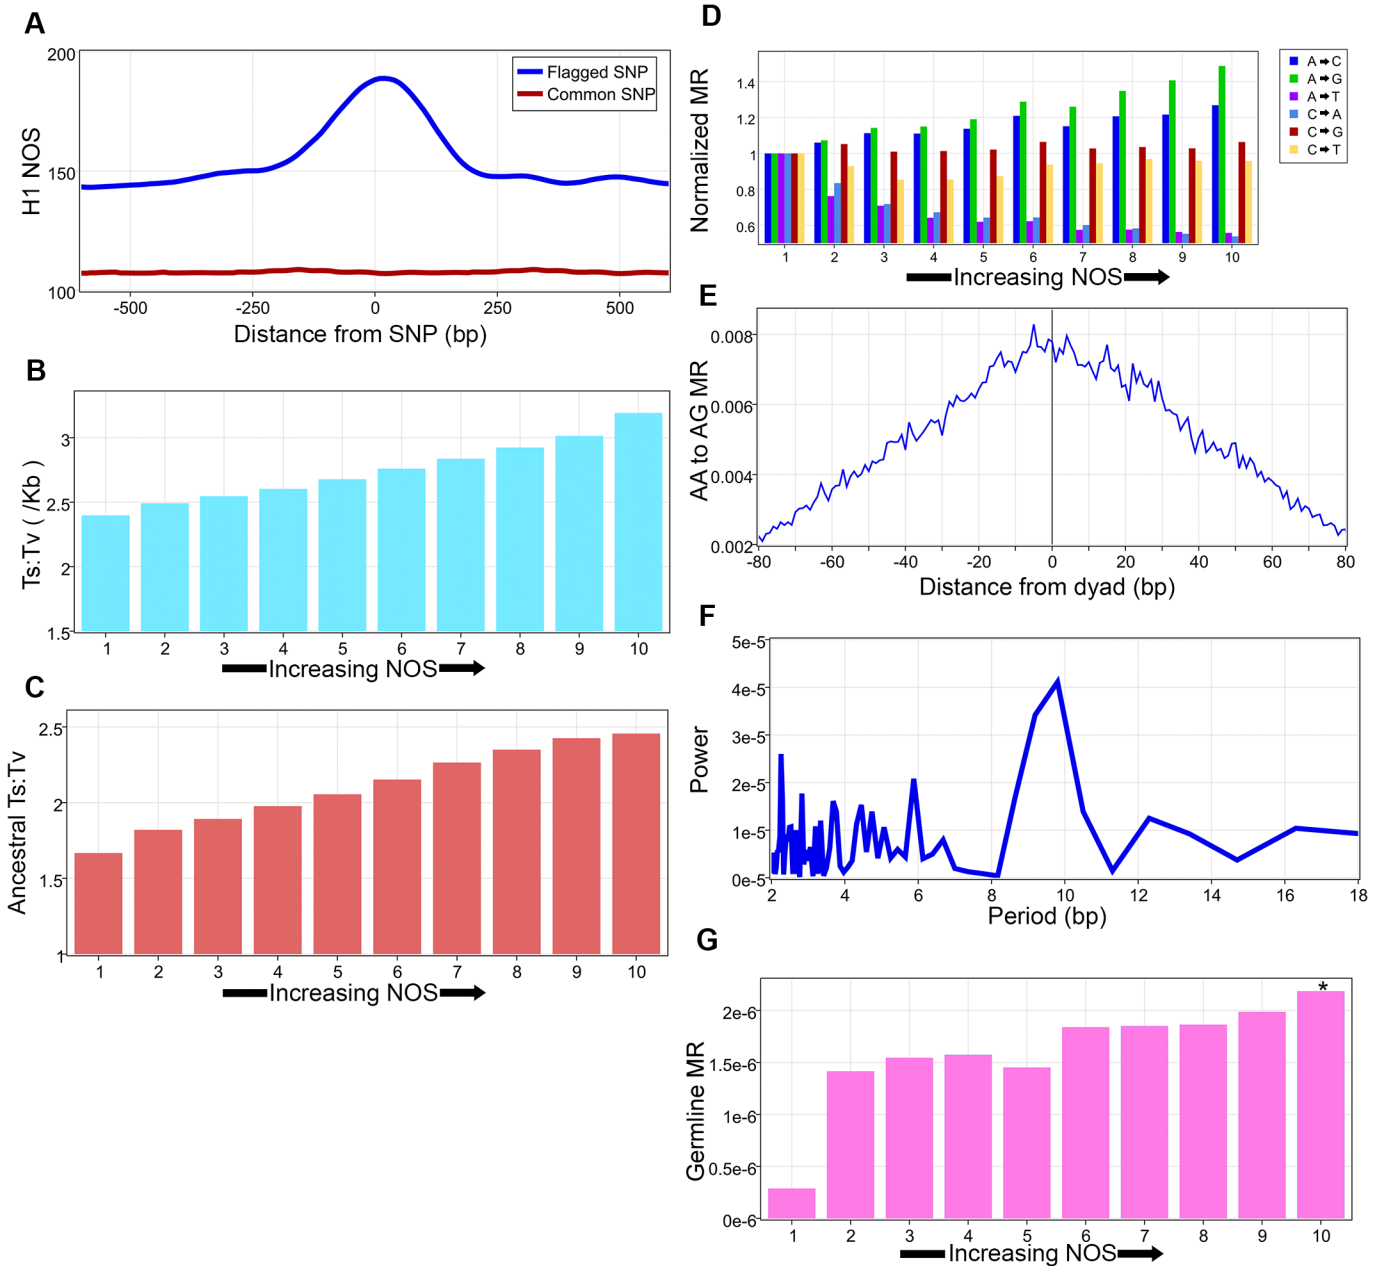 A
200
150
100
H1 NOS
Flagged SNP
Common SNP
-500 -250 0 250 500
Distance from SNP (bp)
B
3
2.5
2
1.5
Ts:Tv ( /Kb )
1 2 3 4 5 6 7 8 9 10
Increasing NOS
C
2.5
2
1.5
1
Ancestral Ts:Tv
1 2 3 4 5 6 7 8 9 10
Increasing NOS
D
1.4
1.2
1
0.8
0.6
Normalized MR
A➡C
A➡G
A➡T
C➡A
C➡G
C➡T
1 2 3 4 5 6 7 8 9 10
Increasing NOS
E
0.008
0.006
0.004
0.002
AA to AG MR
-80 -60 -40 -20 0 20 40 60 80
Distance from dyad (bp)
F
5e-5
4e-5
3e-5
2e-5
1e-5
0e-5
Power
2 4 6 8 10 12 14 16 18
Period (bp)
G
2e-6
1.5e-6
1e-6
0.5e-6
0e-6
Germline MR
*
1 2 3 4 5 6 7 8 9 10
Increasing NOS